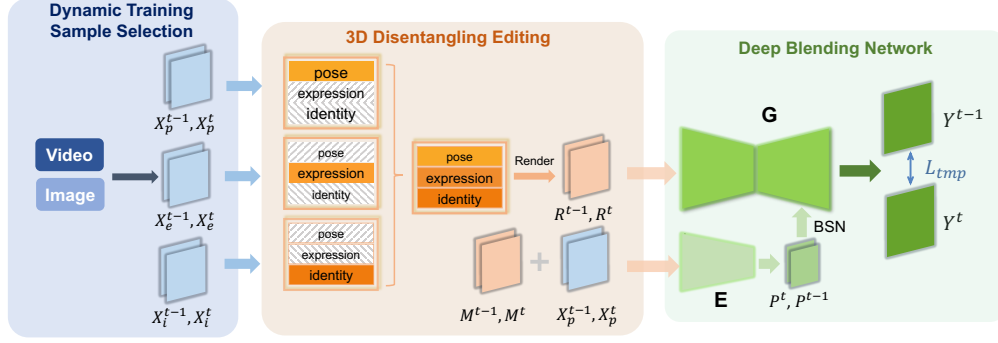 Dynamic Training
Sample Selection
Video
Image
X_p^{t-1}, X_p^t
X_e^{t-1}, X_e^t
X_i^{t-1}, X_i^t
3D Disentangling Editing
pose
expression
identity
pose
expression
identity
pose
expression
identity
pose
expression
identity
Render
R^{t-1}, R^t
M^{t-1}, M^t
+
X_p^{t-1}, X_p^t
Deep Blending Network
G
E
BSN
P^t, P^{t-1}
Y^{t-1}
L_{tmp}
Y^t